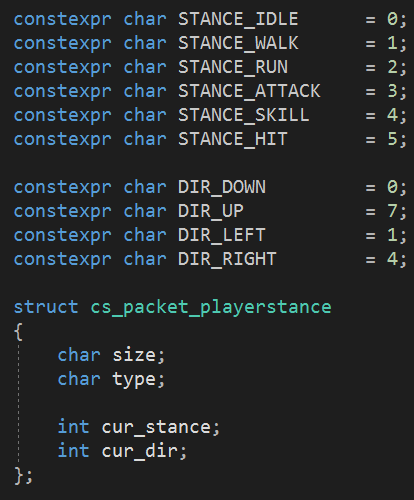 constexpr char STANCE_IDLE = 0;
constexpr char STANCE_WALK = 1;
constexpr char STANCE_RUN = 2;
constexpr char STANCE_ATTACK = 3;
constexpr char STANCE_SKILL = 4;
constexpr char STANCE_HIT = 5;
constexpr char DIR_DOWN = 0;
constexpr char DIR_UP = 7;
constexpr char DIR_LEFT = 1;
constexpr char DIR_RIGHT = 4;
struct cs_packet_playerstance
{
char size;
char type;
int cur_stance;
int cur_dir;
};